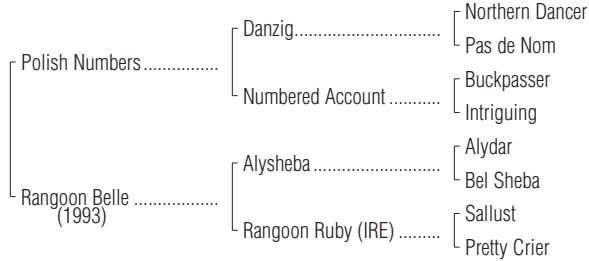 Northern Dancer
Danzig................................
Pas de Nom
Polish Numbers................
Buckpasser
Numbered Account ...........
Intriguing
Alydar
Alysheba............................
Bel Sheba
Rangoon Belle ..................
(1993)
Sallust
Rangoon Ruby (IRE) .........
Pretty Crier